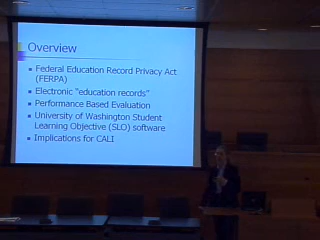 Overview
Federal Education Record Privacy Act
(FERPA)
Electronic "education records"
Performance Based Evaluation
University of Washington Student
Learning Objective (SLO) software
Implications for CALI